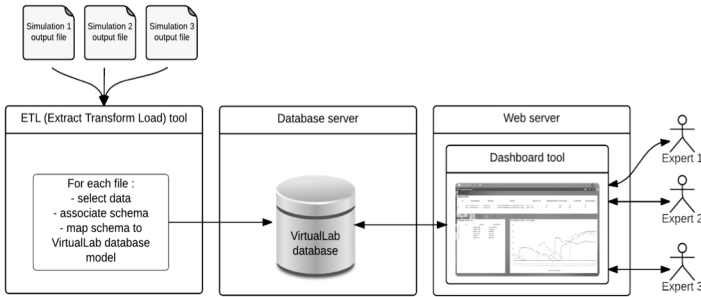 Simulation 1
output file
Simulation 2
output file
Simulation 3
output file
ETL (Extract Transform Load) tool
For each file :
- select data
- associate schema
- map schema to
VirtualLab database
model
Database server
VirtualLab
database
Web server
Dashboard tool
Expert 1
Expert 2
Expert 3